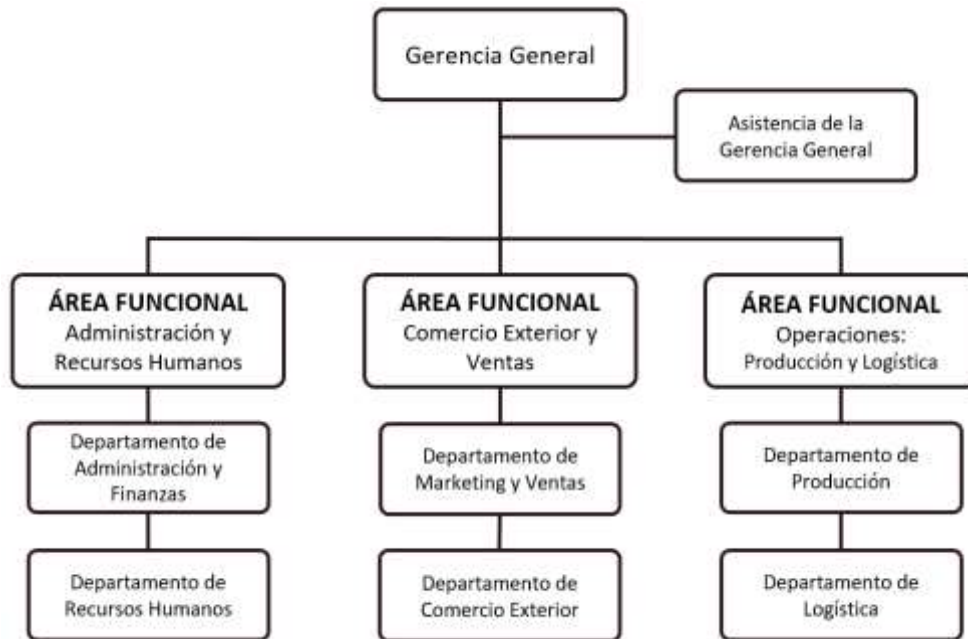 Gerencia General
Asistencia de la
Gerencia General
ÁREA FUNCIONAL
Administración y
Recursos Humanos
ÁREA FUNCIONAL
Comercio Exterior y
Ventas
ÁREA FUNCIONAL
Operaciones:
Producción y Logística
Departamento de
Administración y
Finanzas
Departamento de
Marketing y Ventas
Departamento de
Producción
Departamento de
Recursos Humanos
Departamento de
Comercio Exterior
Departamento de
Logística